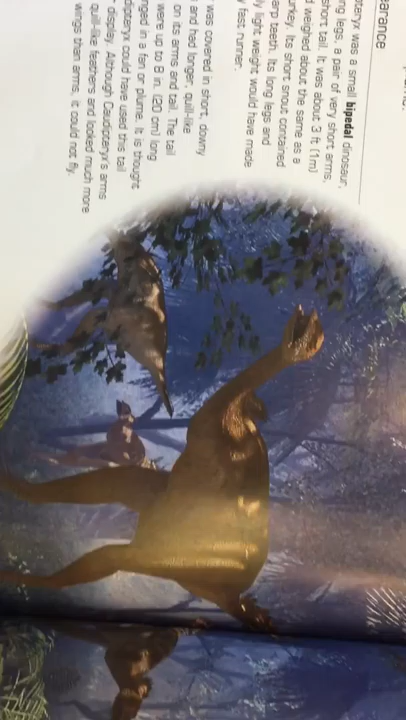 arance
pteryx was a small bipedal dinosaur,
ng legs, a pair of very short arms,
short tail. It was about 3 ft (1m)
d weighed about the same as a
urkey. Its short snout contained
arp teeth. Its long legs and
ly light weight would have made
fast runner.
was covered in short, downy
and had longer, quill-like
on its arms and tail. The tail
were up to 8 in. (20 cm) long
nged in a fan or plume. It is thought
dipteryx could have used this tail
display. Although Caudipteryx's arms
quill-like feathers and looked much more
wings than arms, it could not fly.